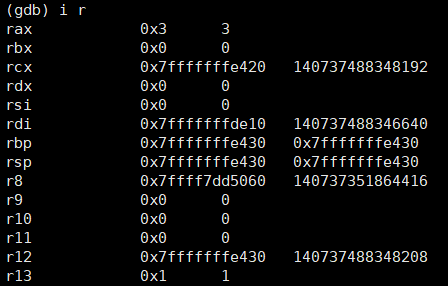 (gdb) i r
rax 0x3 3
rbx 0x0 0
rcx 0x7fffffffe420 140737488348192
rdx 0x0 0
rsi 0x0 0
rdi 0x7fffffffde10 140737488346640
rbp 0x7fffffffe430 0x7fffffffe430
rsp 0x7fffffffe430 0x7fffffffe430
r8 0x7ffff7dd5060 140737351864416
r9 0x0 0
r10 0x0 0
r11 0x0 0
r12 0x7fffffffe430 140737488348208
r13 0x1 1